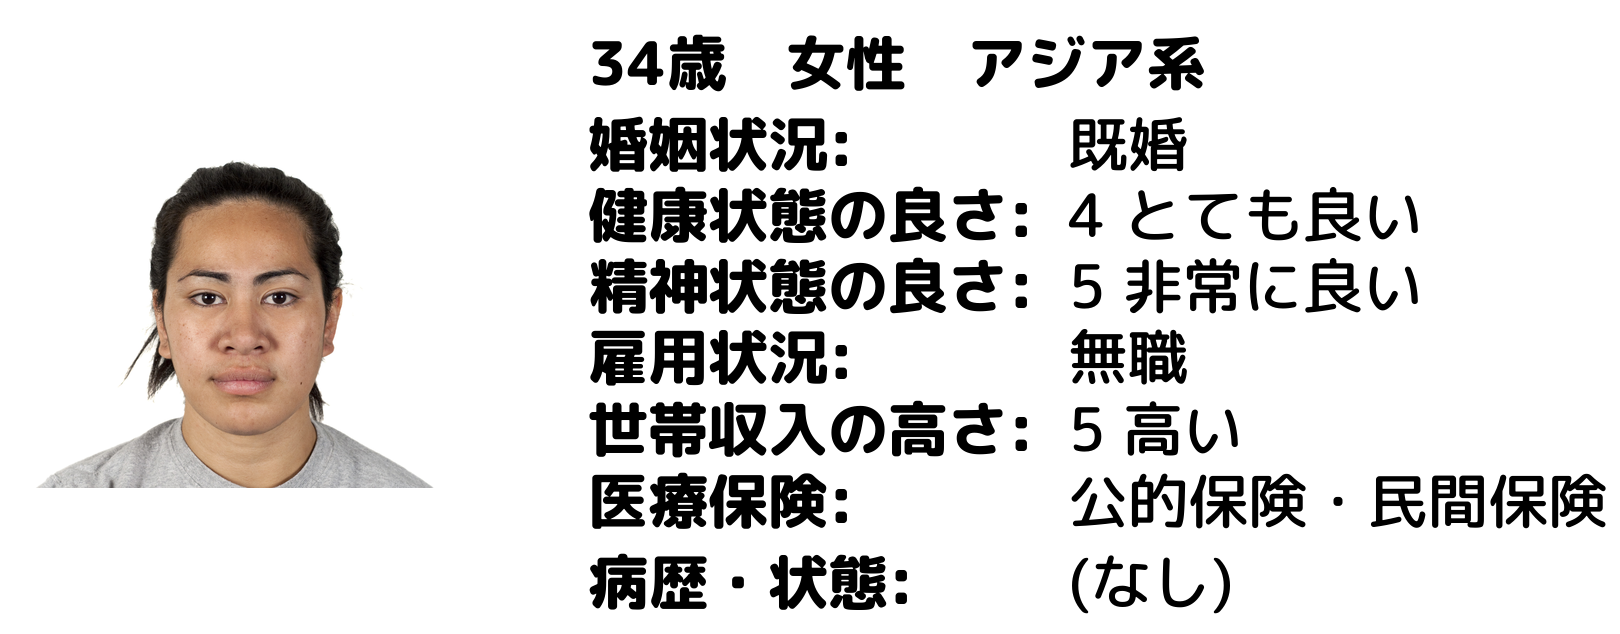 34歳　女性　アジア系
婚姻状況: 既婚
健康状態の良さ: 4 とても良い
精神状態の良さ: 5 非常に良い
雇用状況: 無職
世帯収入の高さ: 5 高い
医療保険: 公的保険・民間保険
病歴・状態: (なし)